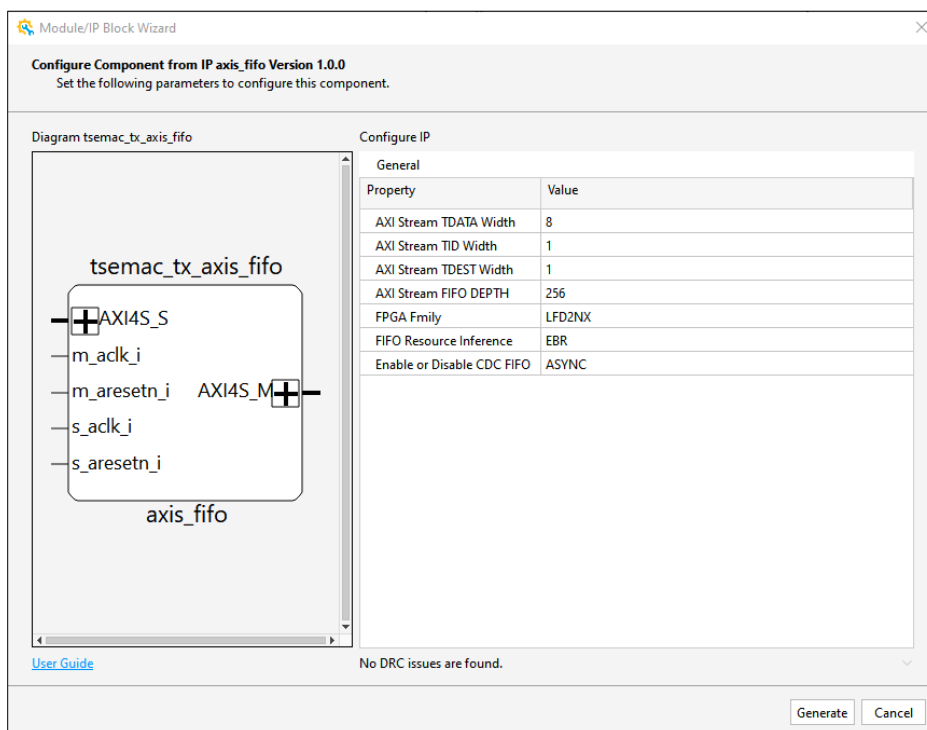 Module/IP Block Wizard
Configure Component from IP axis_fifo Version 1.0.0
Set the following parameters to configure this component.
Diagram tsemac_tx_axis_fifo
tsemac_tx_axis_fifo
AXI4S_S
m_aclk_i
m_aresetn_i AXI4S_M
s_aclk_i
s_aresetn_i
axis_fifo
User Guide
Configure IP
General
Property Value
AXI Stream TDATA Width 8
AXI Stream TID Width 1
AXI Stream TDEST Width 1
AXI Stream FIFO DEPTH 256
FPGA Fmily LFD2NX
FIFO Resource Inference EBR
Enable or Disable CDC FIFO ASYNC
No DRC issues are found.
Generate Cancel